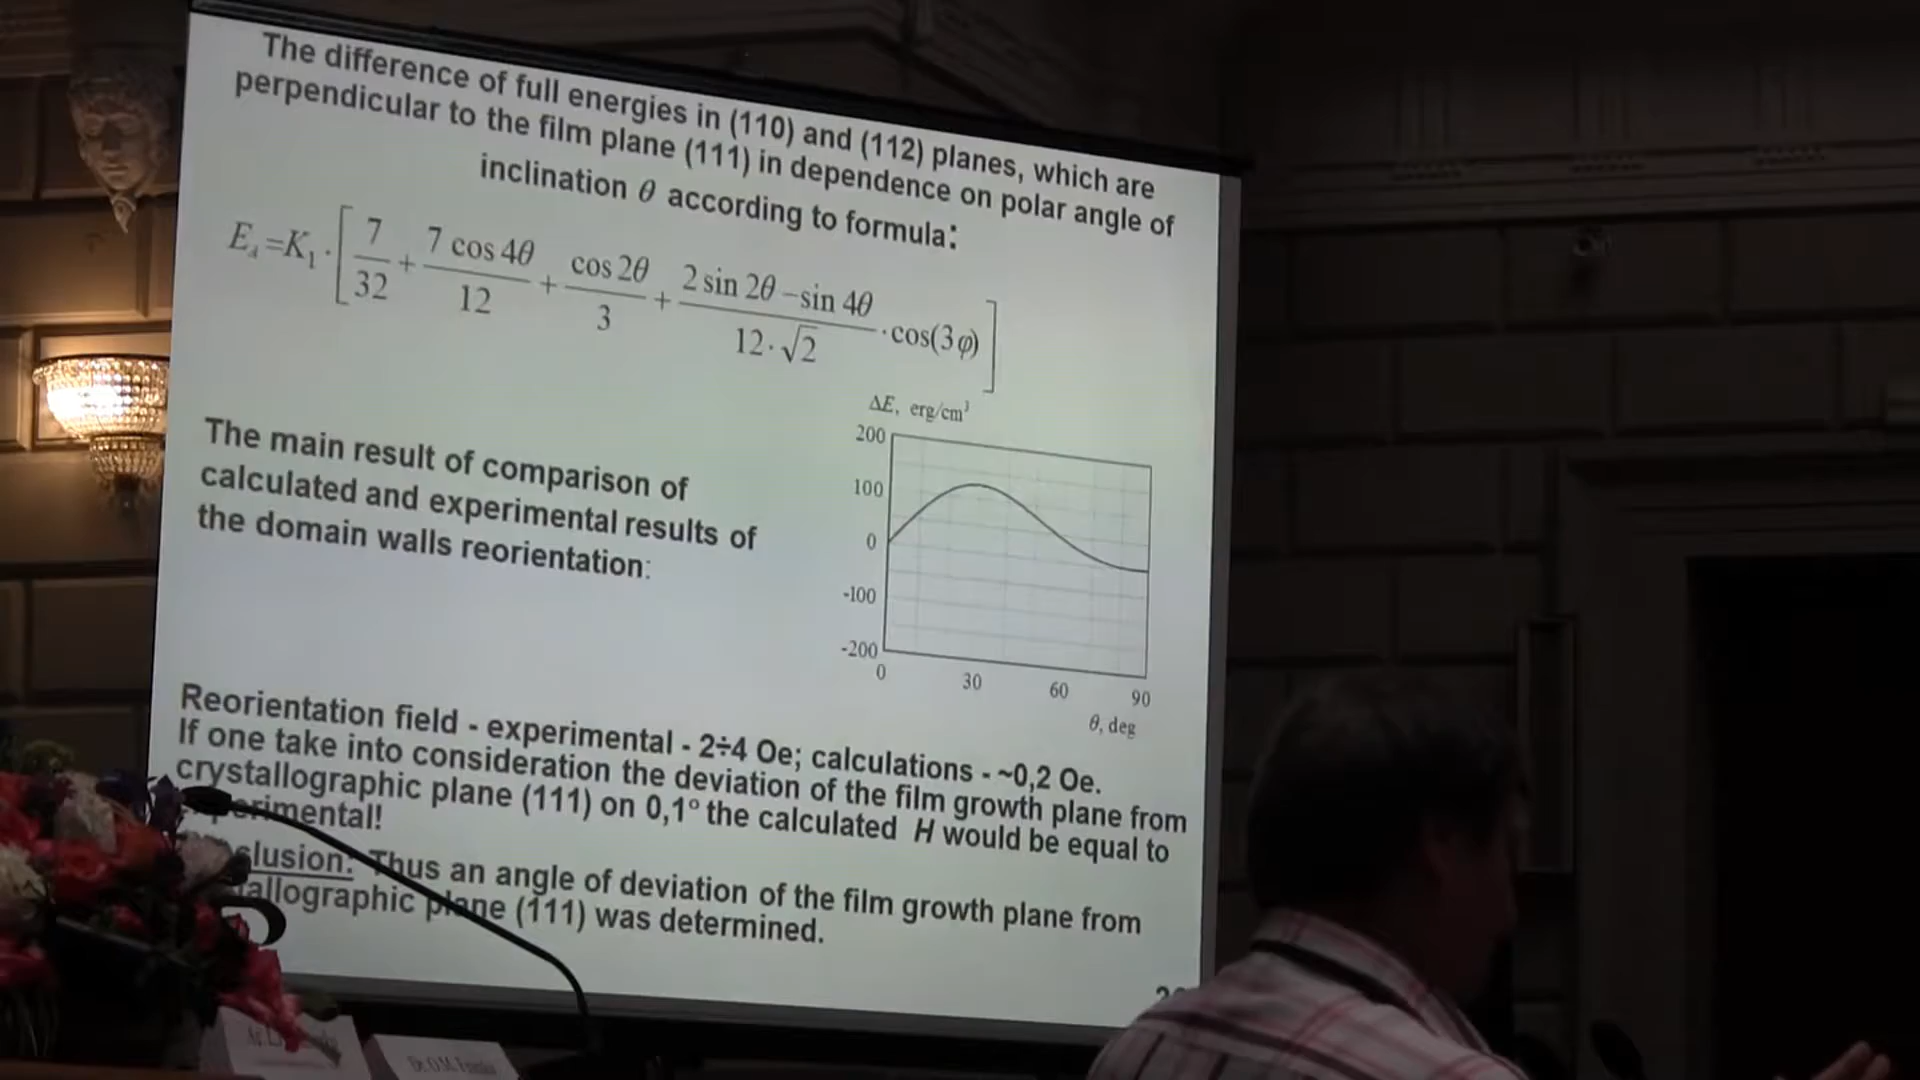 The difference of full energies in (110) and (112) planes, which are
perpendicular to the film plane (111) in dependence on polar angle of
inclination θ according to formula:
E_A=K₁·[7/32 + 7 cos 4θ/12 + cos 2θ/3 + (2 sin 2θ – sin 4θ)/(12·√2) ·cos(3φ)]
The main result of comparison of
calculated and experimental results of
the domain walls reorientation:
ΔE, erg/cm³
200
100
0
-100
-200
0 30 60 90
θ, deg
Reorientation field - experimental - 2÷4 Oe; calculations - ~0,2 Oe.
If one take into consideration the deviation of the film growth plane from
crystallographic plane (111) on 0,1° the calculated H would be equal to
Thus an angle of deviation of the film growth plane from
plane (111) was determined.